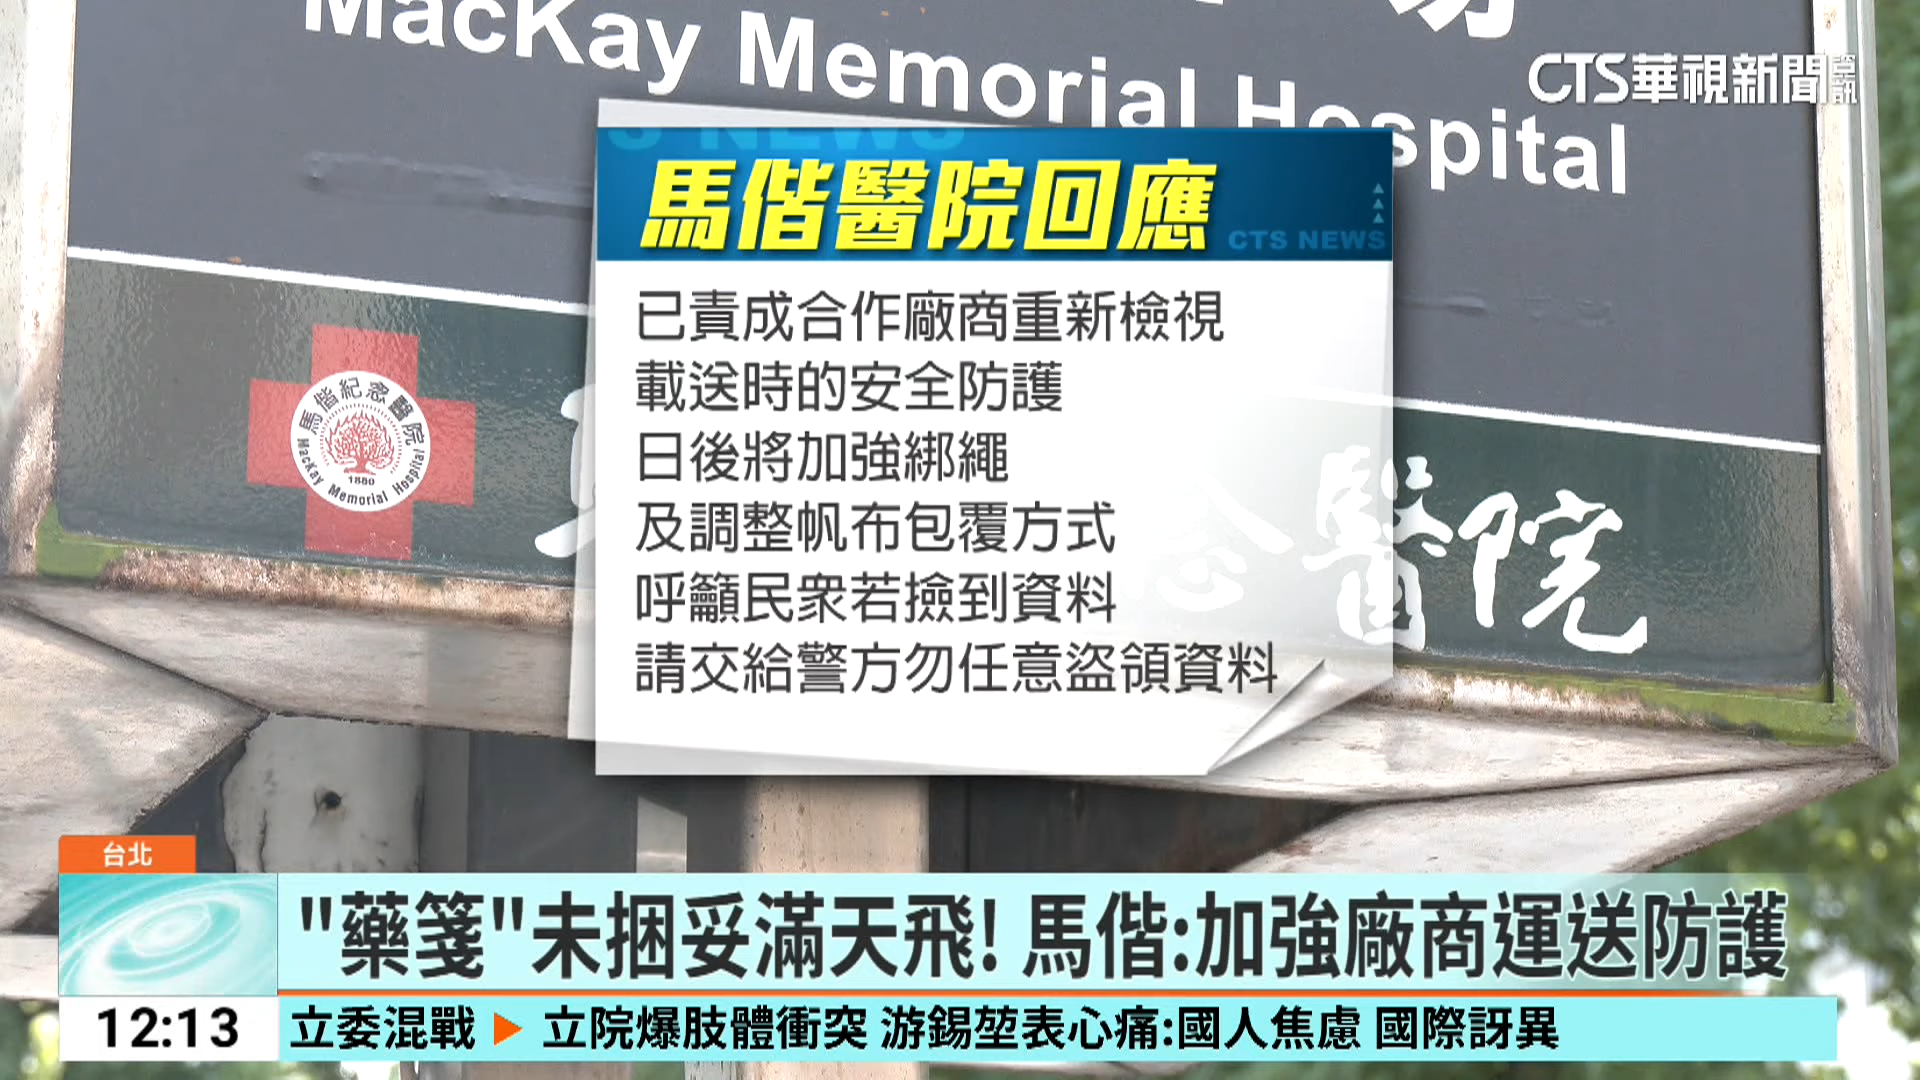 MacKay Memorial Hospital
CTS華視新聞資訊
馬偕醫院回應
CTS NEWS
已責成合作廠商重新檢視
載送時的安全防護
日後將加強綁繩
及調整帆布包覆方式
呼籲民眾若撿到資料
請交給警方勿任意盜領資料
馬偕紀念醫院
1880
MacKay Memorial Hospital
念醫院
台北
"藥箋"未捆妥滿天飛! 馬偕:加強廠商運送防護
12:13
立委混戰 ▶ 立院爆肢體衝突 游錫堃表心痛:國人焦慮 國際訝異